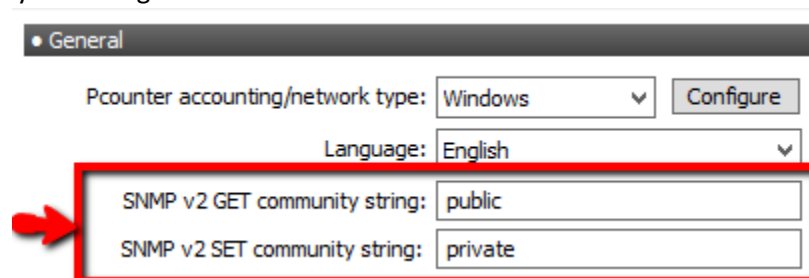 • General
Pcounter accounting/network type: Windows Configure
Language: English
SNMP v2 GET community string: public
SNMP v2 SET community string: private